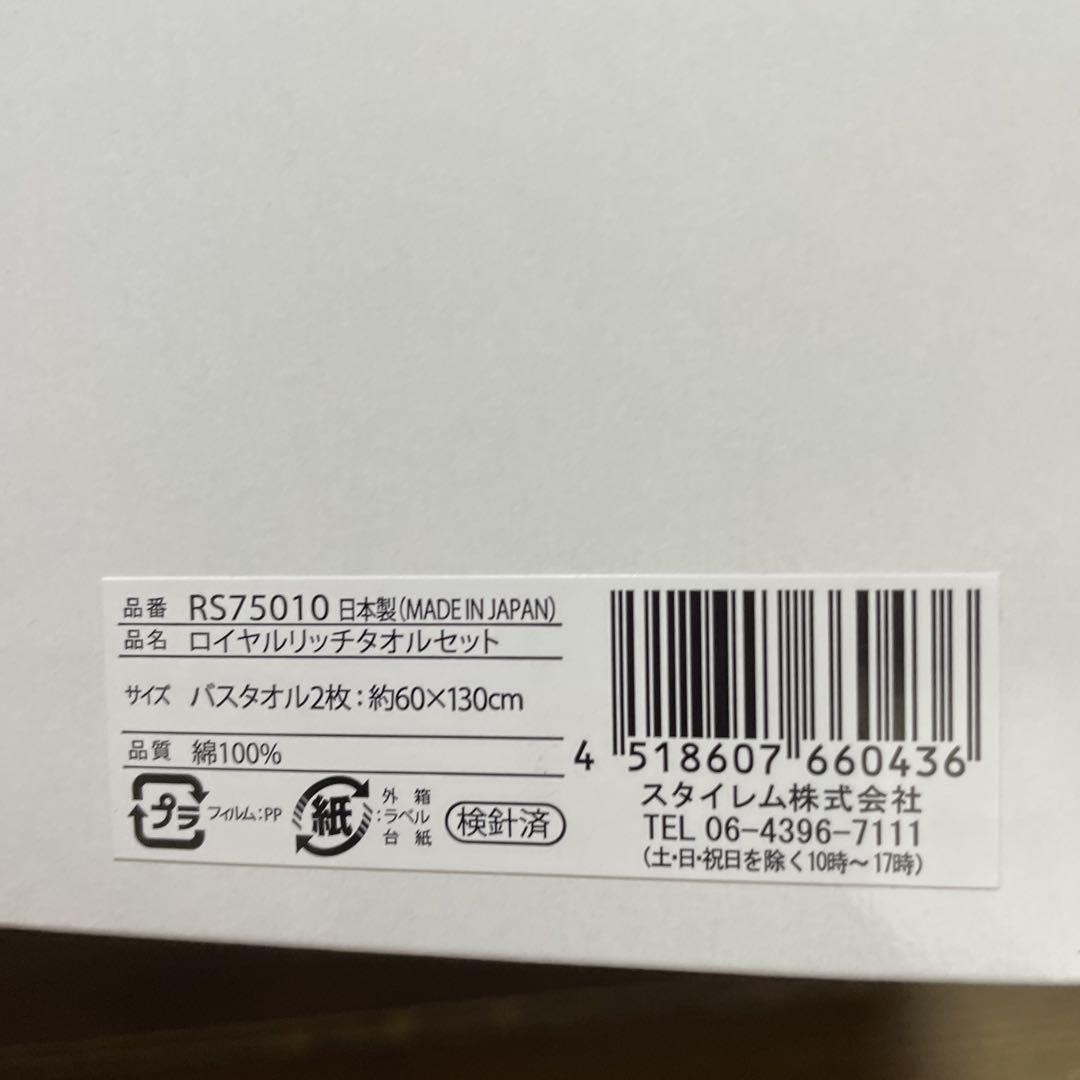 品番 RS75010 日本製(MADE IN JAPAN)
品名 ロイヤルリッチタオルセット
サイズ バスタオル2枚：約60×130cm
品質 綿100%
プラ フィルム:PP
紙 外箱
:ラベル
台紙
検針済
4 518607 660436
スタイレム株式会社
TEL 06-4396-7111
(土・日・祝日を除く10時〜17時)